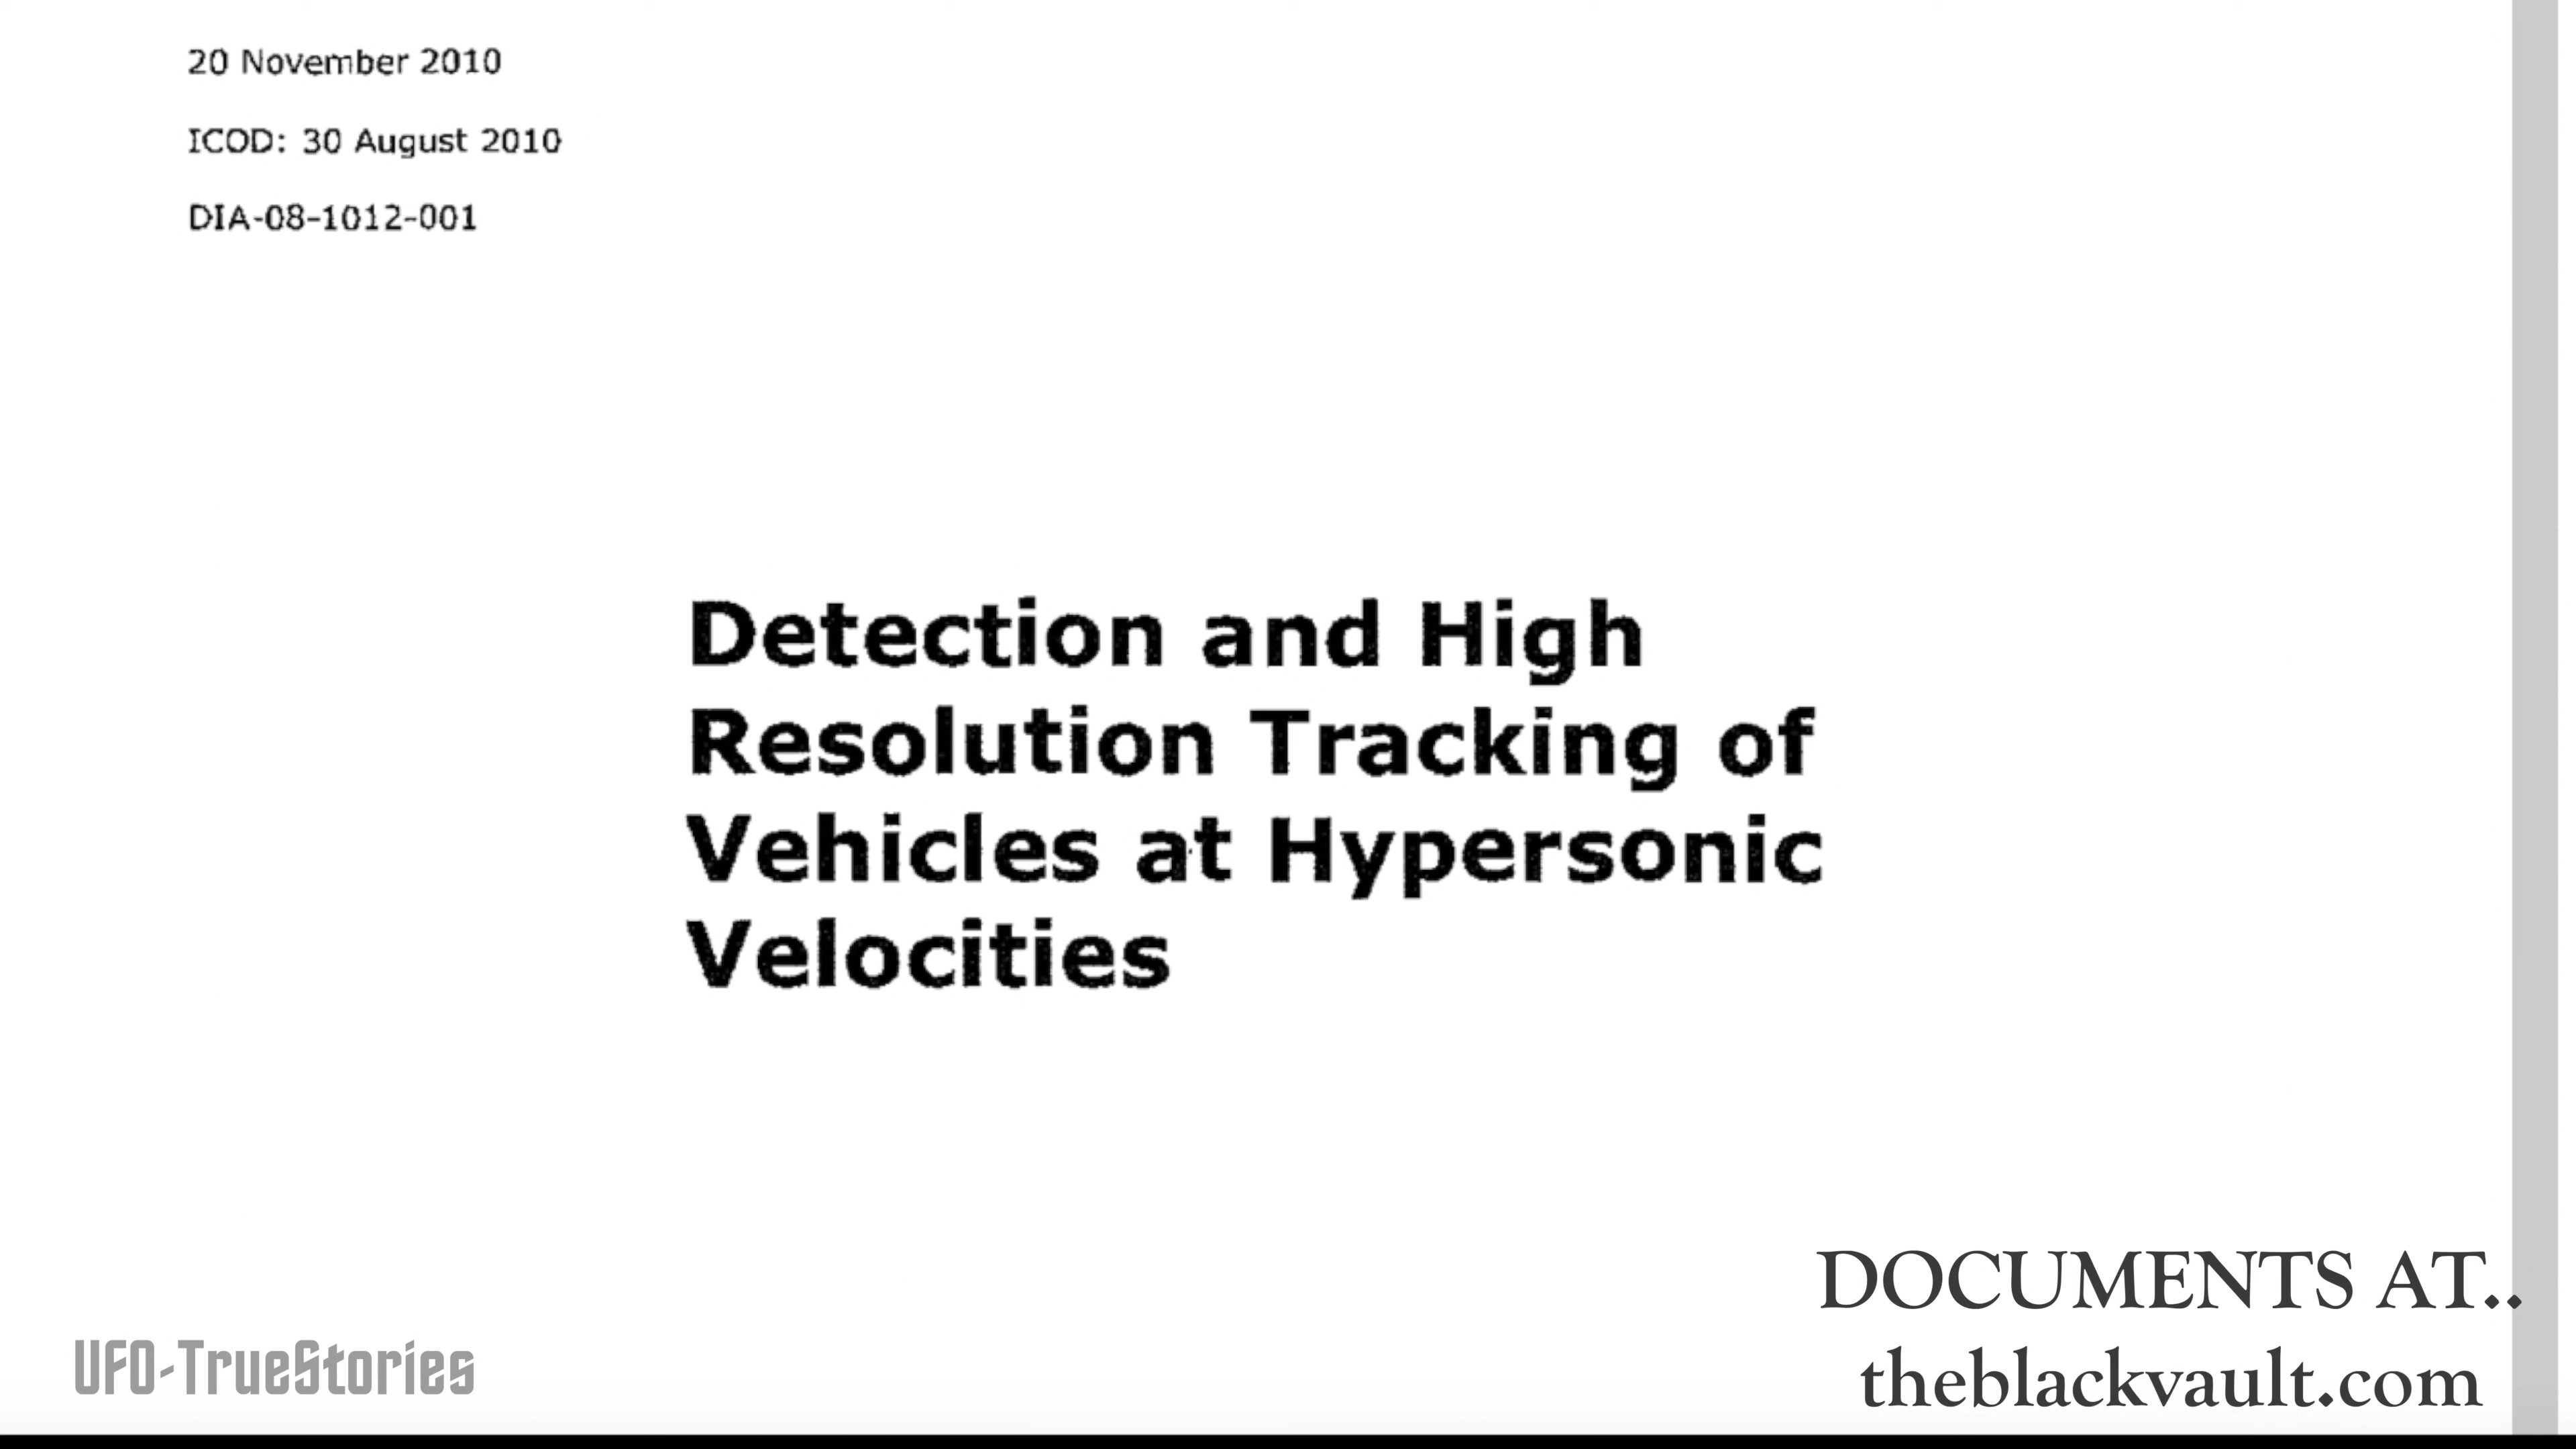 20 November 2010
ICOD: 30 August 2010
DIA-08-1012-001
Detection and High
Resolution Tracking of
Vehicles at Hypersonic
Velocities
DOCUMENTS AT..
theblackvault.com
UFO-TrueStories